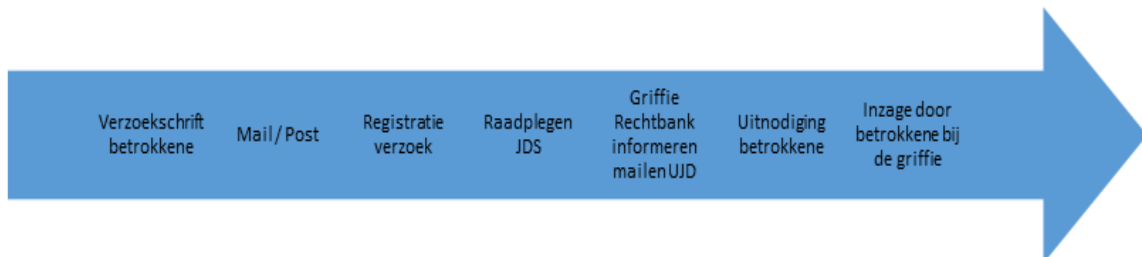 Verzoekschrift
betrokkene
Mail / Post
Registratie
verzoek
Raadplegen
JDS
Griffie
Rechtbank
informeren
mailen UJD
Uitnodiging
betrokkene
Inzage door
betrokkene bij
de griffie